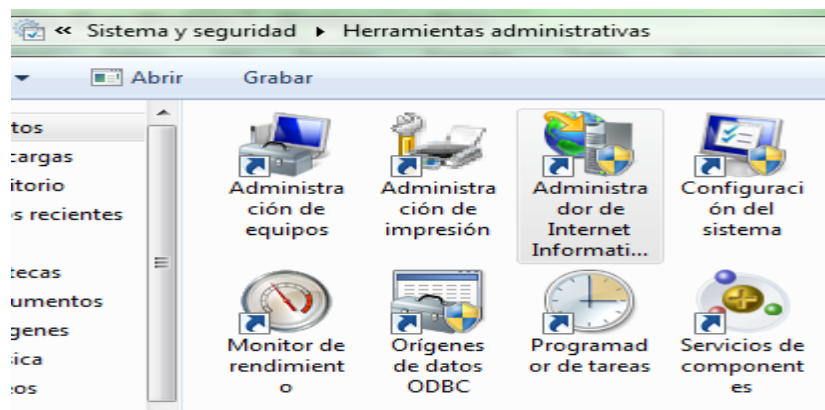 « Sistema y seguridad ▸ Herramientas administrativas
Abrir Grabar
tos
cargas
itorio
s recientes
tecas
umentos
genes
ica
os
Administra
ción de
equipos
Administra
ción de
impresión
Administra
dor de
Internet
Informati...
Configuraci
ón del
sistema
Monitor de
rendimient
o
Orígenes
de datos
ODBC
Programad
or de tareas
Servicios de
component
es